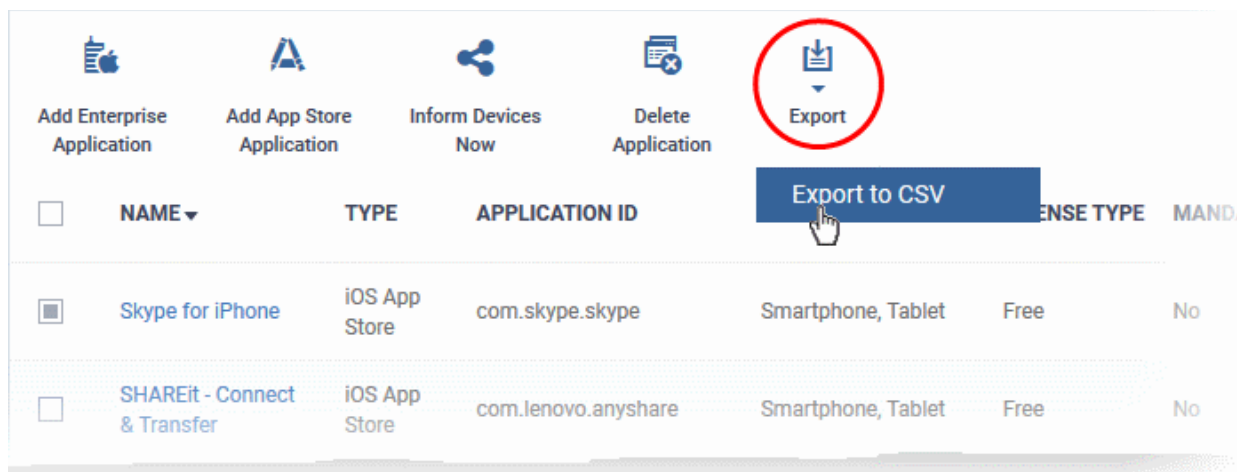 Add Enterprise
Application
Add App Store
Application
Inform Devices
Now
Delete
Application
Export
Export to CSV
NAME
TYPE
APPLICATION ID
ENSE TYPE
MAND
Skype for iPhone
iOS App
Store
com.skype.skype
Smartphone, Tablet
Free
No
SHAREit - Connect
& Transfer
iOS App
Store
com.lenovo.anyshare
Smartphone, Tablet
Free
No